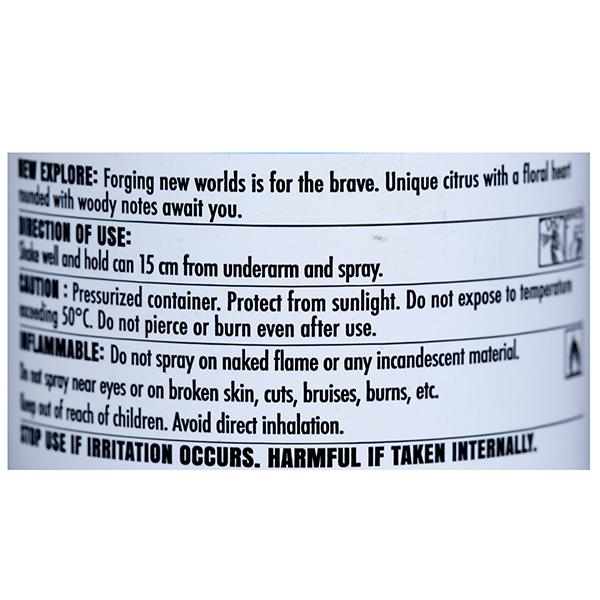 NEW EXPLORE: Forging new worlds is for the brave. Unique citrus with a floral heart
rounded with woody notes await you.
DIRECTION OF USE:
Shake well and hold can 15 cm from underarm and spray.
CAUTION : Pressurized container. Protect from sunlight. Do not expose to temperature
exceeding 50°C. Do not pierce or burn even after use.
INFLAMMABLE: Do not spray on naked flame or any incandescent material.
Do not spray near eyes or on broken skin, cuts, bruises, burns, etc.
Keep out of reach of children. Avoid direct inhalation.
STOP USE IF IRRITATION OCCURS. HARMFUL IF TAKEN INTERNALLY.